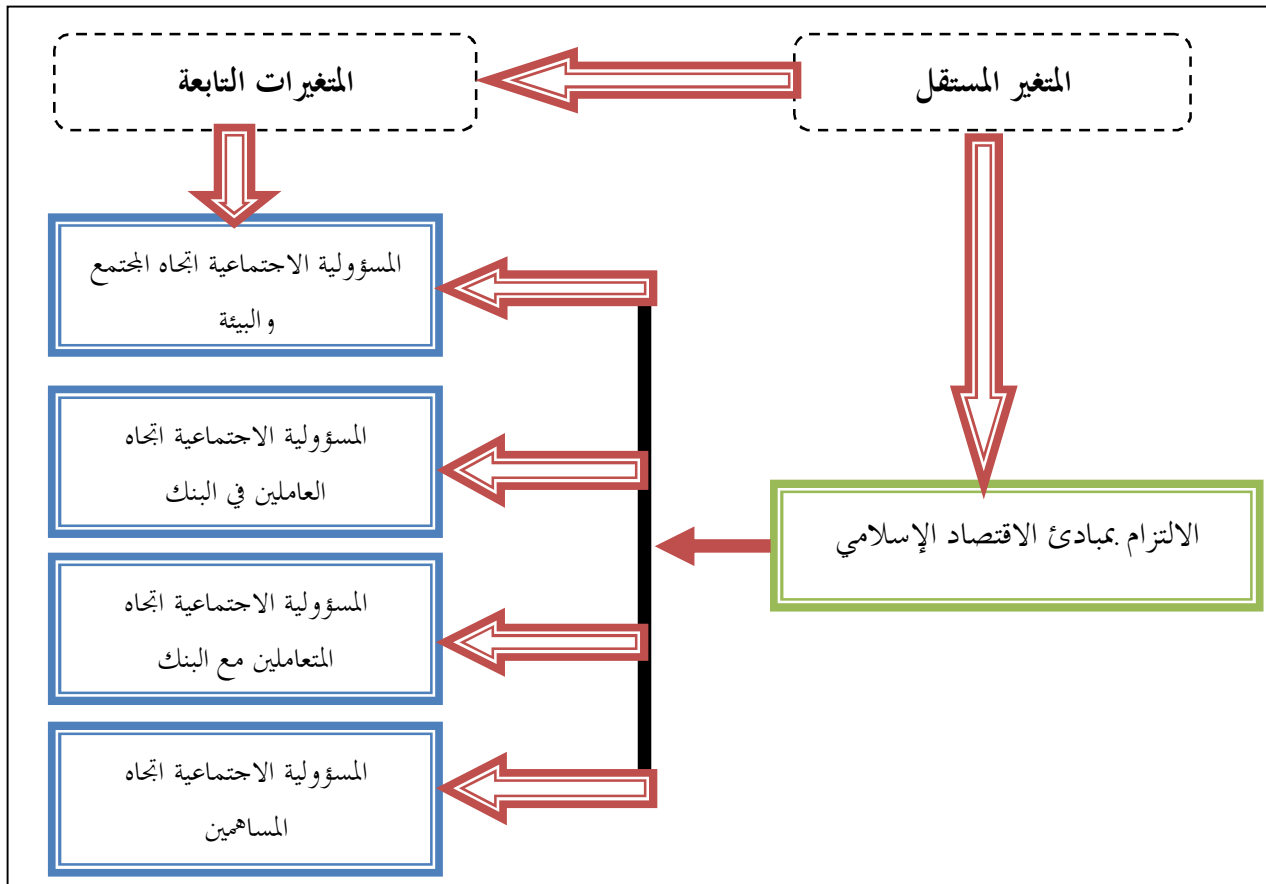 المتغير المستقل
المتغيرات التابعة
المسؤولية الاجتماعية اتجاه المجتمع
والبيئة
المسؤولية الاجتماعية اتجاه
العاملين في البنك
الالتزام بمبادئ الاقتصاد الإسلامي
المسؤولية الاجتماعية اتجاه
المتعاملين مع البنك
المسؤولية الاجتماعية اتجاه
المساهمين